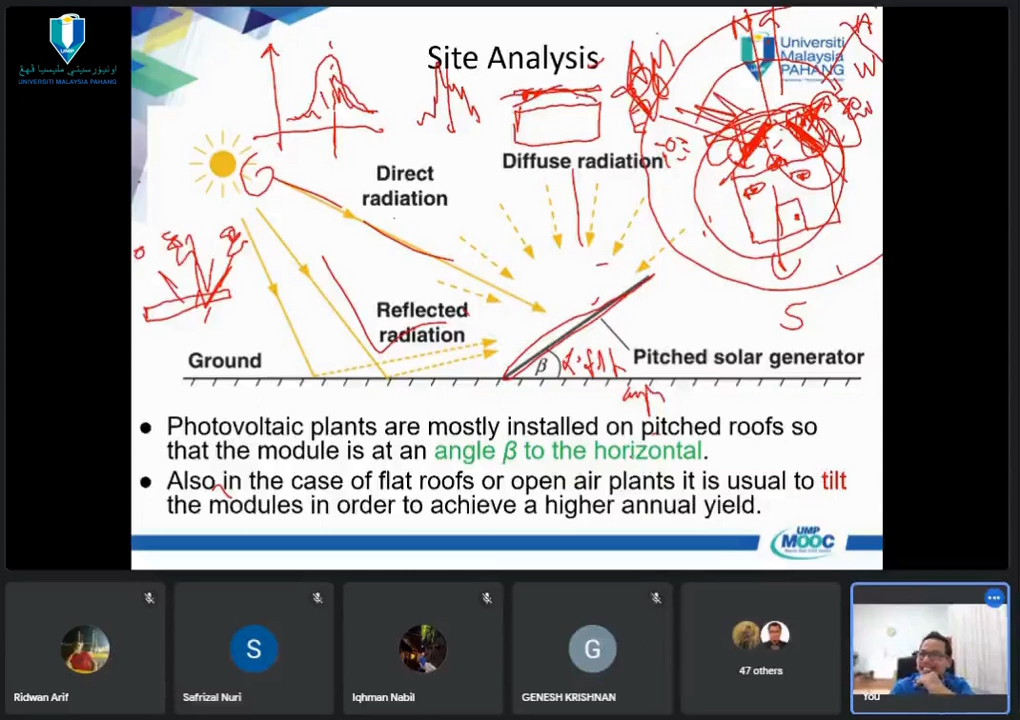 UMP
اونيۏرسيتي مليسيا ڤهڠ
UNIVERSITI MALAYSIA PAHANG
Site Analysis
Universiti
Malaysia
PAHANG
N
W
Direct
radiation
Diffuse radiation
Reflected
radiation
S
Ground
β
Pitched solar generator
● Photovoltaic plants are mostly installed on pitched roofs so
that the module is at an angle β to the horizontal.
● Also in the case of flat roofs or open air plants it is usual to tilt
the modules in order to achieve a higher annual yield.
UMP
MOOC
S
G
47 others
Ridwan Arif
Safrizal Nuri
Iqhman Nabil
GENESH KRISHNAN
You